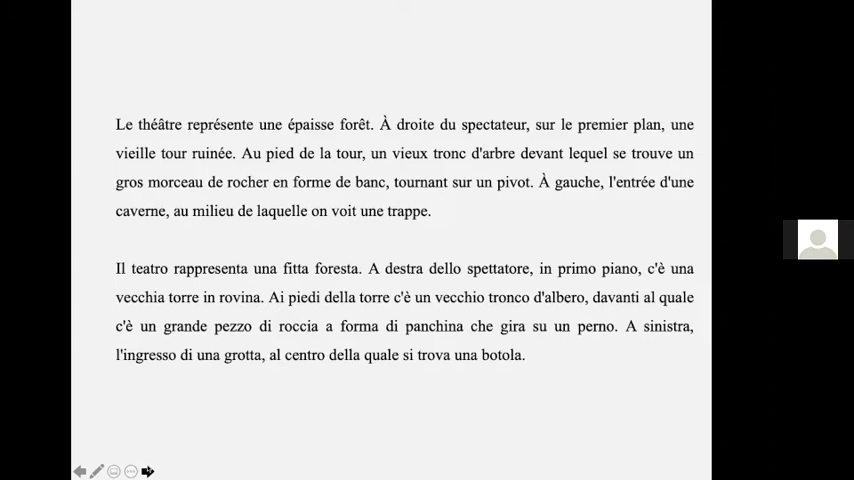 Le théâtre représente une épaisse forêt. À droite du spectateur, sur le premier plan, une
vieille tour ruinée. Au pied de la tour, un vieux tronc d'arbre devant lequel se trouve un
gros morceau de rocher en forme de banc, tournant sur un pivot. À gauche, l'entrée d'une
caverne, au milieu de laquelle on voit une trappe.
Il teatro rappresenta una fitta foresta. A destra dello spettatore, in primo piano, c'è una
vecchia torre in rovina. Ai piedi della torre c'è un vecchio tronco d'albero, davanti al quale
c'è un grande pezzo di roccia a forma di panchina che gira su un perno. A sinistra,
l'ingresso di una grotta, al centro della quale si trova una botola.